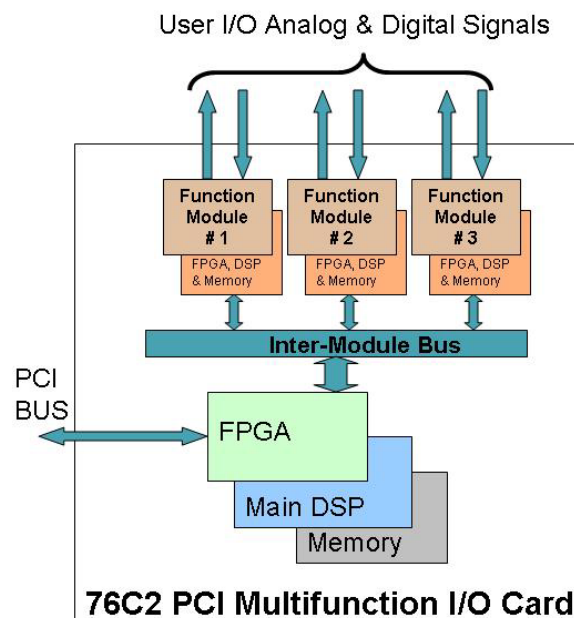 User I/O Analog & Digital Signals
Function
Module
# 1
FPGA, DSP
& Memory
Function
Module
# 2
FPGA, DSP
& Memory
Function
Module
# 3
FPGA, DSP
& Memory
Inter-Module Bus
PCI
BUS
FPGA
Main DSP
Memory
76C2 PCI Multifunction I/O Card